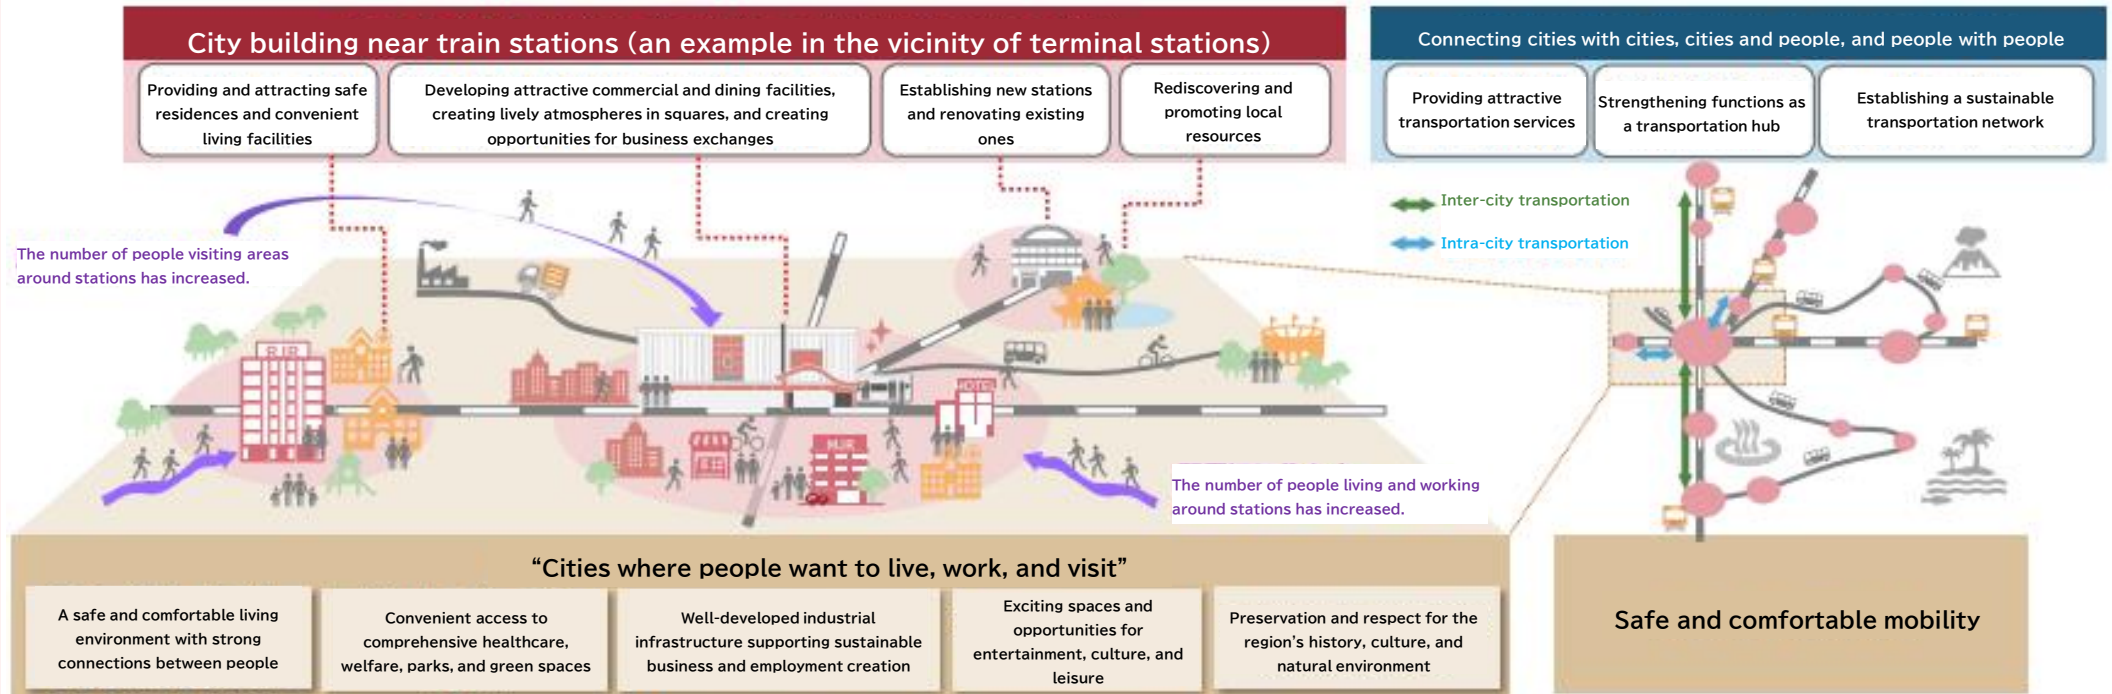 City building near train stations (an example in the vicinity of terminal stations)
Providing and attracting safe
residences and convenient
living facilities
Developing attractive commercial and dining facilities,
creating lively atmospheres in squares, and creating
opportunities for business exchanges
Establishing new stations
and renovating existing
ones
Rediscovering and
promoting local
resources
Connecting cities with cities, cities and people, and people with people
Providing attractive
transportation services
Strengthening functions as
a transportation hub
Establishing a sustainable
transportation network
Inter-city transportation
Intra-city transportation
The number of people visiting areas
around stations has increased.
RJR
HOTEL
MJR
The number of people living and working
around stations has increased.
“Cities where people want to live, work, and visit”
A safe and comfortable living
environment with strong
connections between people
Convenient access to
comprehensive healthcare,
welfare, parks, and green spaces
Well-developed industrial
infrastructure supporting sustainable
business and employment creation
Exciting spaces and
opportunities for
entertainment, culture, and
leisure
Preservation and respect for the
region's history, culture, and
natural environment
Safe and comfortable mobility